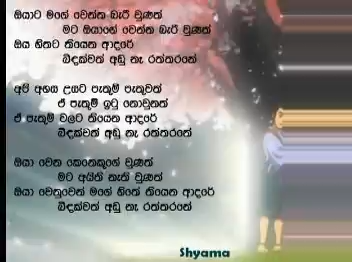 ඔයාට මගේ වෙන්න බැරි වුණත්
මට ඔයාගේ වෙන්න බැරි වුණත්
ඔය හිතට තියෙන ආදරේ
බිඳක්වත් අඩු නෑ රත්තරනේ
අපි අතග උඹට පැතුම් පැතුවත්
ඒ පැතුම් ඉටු නොවුනත්
ඒ පැතුම් වලට තියෙන ආදරේ
බිඳක්වත් අඩු නෑ රත්තරනේ
ඔයා වෙන කෙනෙකුගේ වුණත්
මට අයිති නැති වුණත්
ඔයා වෙනුවෙන් මගේ හිතේ තියෙන ආදරේ
බිඳක්වත් අඩු නෑ රත්තරනේ
Shyama